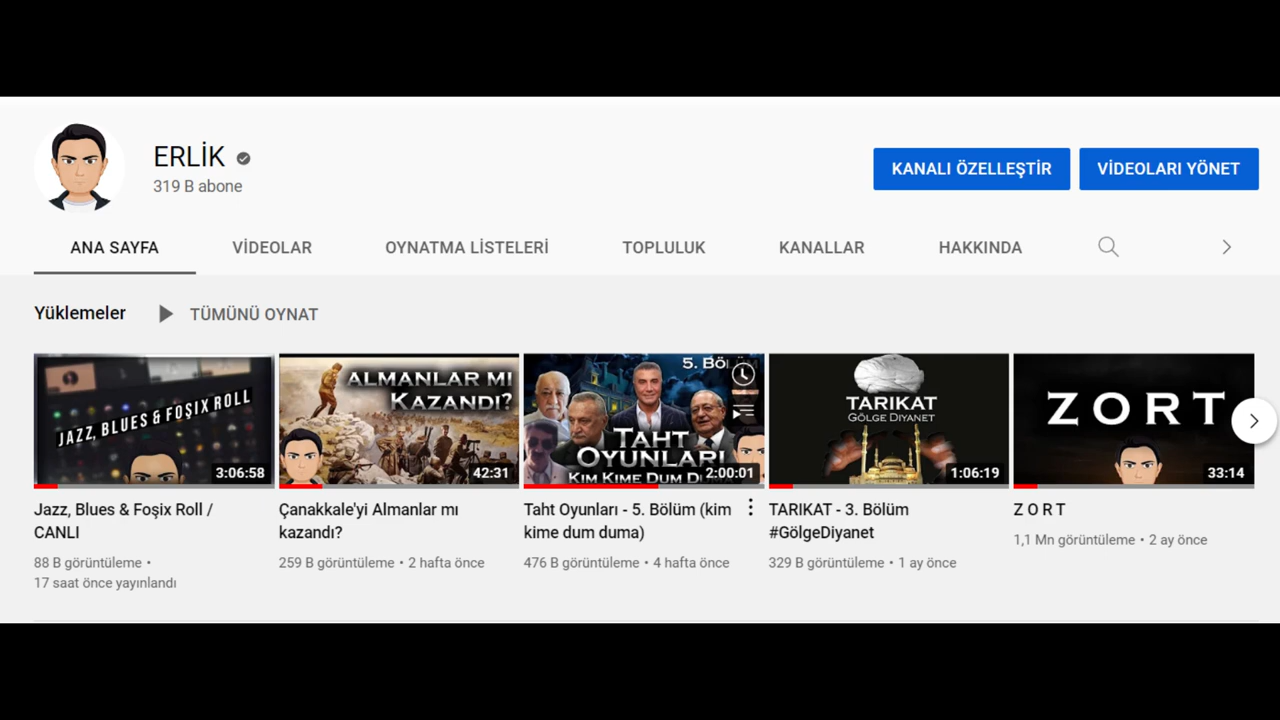 ERLİK
319 B abone
KANALI ÖZELLEŞTİR
VİDEOLARI YÖNET
ANA SAYFA
VİDEOLAR
OYNATMA LİSTELERİ
TOPLULUK
KANALLAR
HAKKINDA
Yüklemeler
TÜMÜNÜ OYNAT
JAZZ, BLUES & FOŞIX ROLL
3:06:58
Jazz, Blues & Foşix Roll /
CANLI
88 B görüntüleme •
17 saat önce yayınlandı
ALMANLAR MI
KAZANDI?
42:31
Çanakkale'yi Almanlar mı
kazandı?
259 B görüntüleme • 2 hafta önce
5. Böl
TAHT
OYUNLARI
KIM KIME DUM D
2:00:01
Taht Oyunları - 5. Bölüm (kim
kime dum duma)
476 B görüntüleme • 4 hafta önce
TARIKAT
GÖLGE DIYANET
1:06:19
TARIKAT - 3. Bölüm
#GölgeDiyanet
329 B görüntüleme • 1 ay önce
ZORT
33:14
Z O R T
1,1 Mn görüntüleme • 2 ay önce